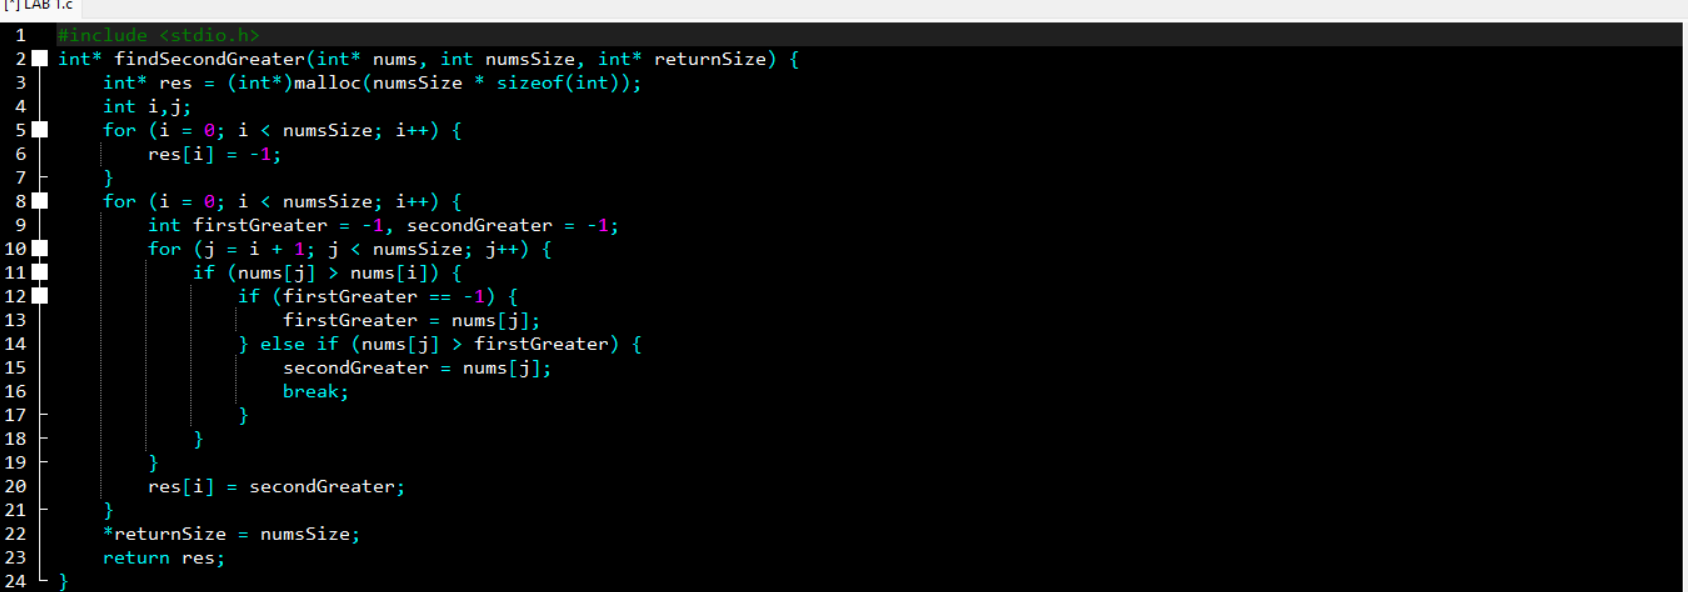 [*] LAB 1.c
1 #include <stdio.h>
2 int* findSecondGreater(int* nums, int numsSize, int* returnSize) {
3     int* res = (int*)malloc(numsSize * sizeof(int));
4     int i,j;
5     for (i = 0; i < numsSize; i++) {
6         res[i] = -1;
7     }
8     for (i = 0; i < numsSize; i++) {
9         int firstGreater = -1, secondGreater = -1;
10         for (j = i + 1; j < numsSize; j++) {
11             if (nums[j] > nums[i]) {
12                 if (firstGreater == -1) {
13                     firstGreater = nums[j];
14                 } else if (nums[j] > firstGreater) {
15                     secondGreater = nums[j];
16                     break;
17                 }
18             }
19         }
20         res[i] = secondGreater;
21     }
22     *returnSize = numsSize;
23     return res;
24 }